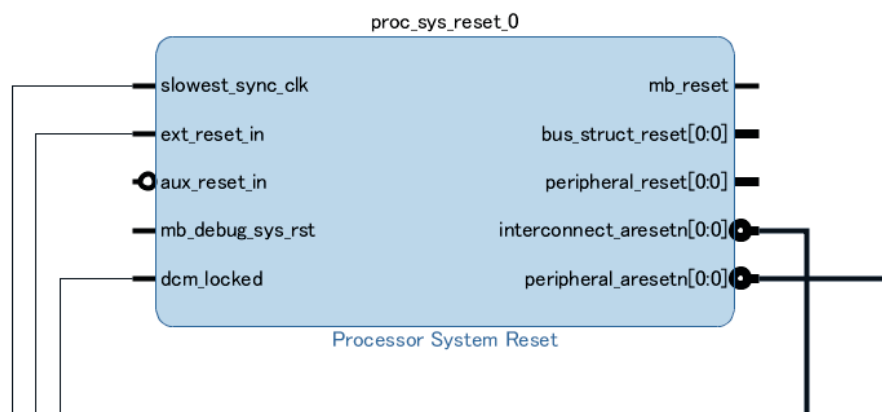 proc_sys_reset_0
slowest_sync_clk
ext_reset_in
aux_reset_in
mb_debug_sys_rst
dcm_locked
mb_reset
bus_struct_reset[0:0]
peripheral_reset[0:0]
interconnect_aresetn[0:0]
peripheral_aresetn[0:0]
Processor System Reset